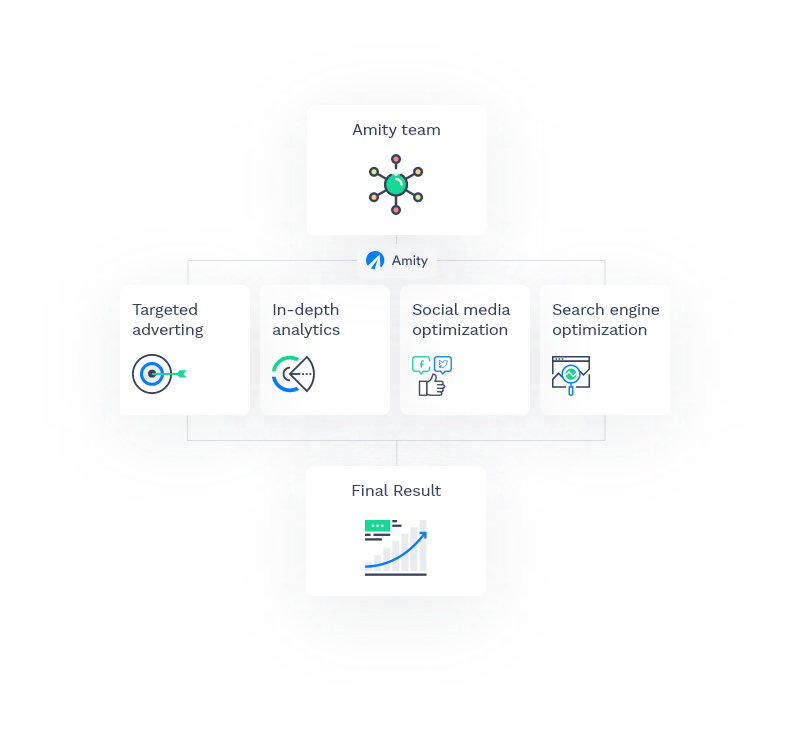 Amity team
Amity
Targeted
adverting
In-depth
analytics
Social media
optimization
Search engine
optimization
Final Result